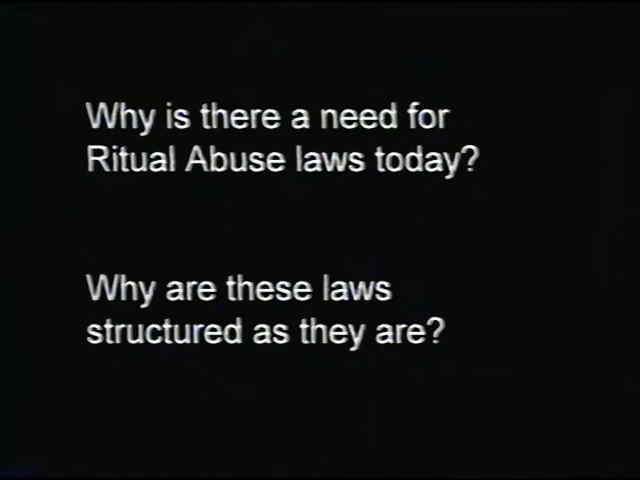 Why is there a need for
Ritual Abuse laws today?
Why are these laws
structured as they are?